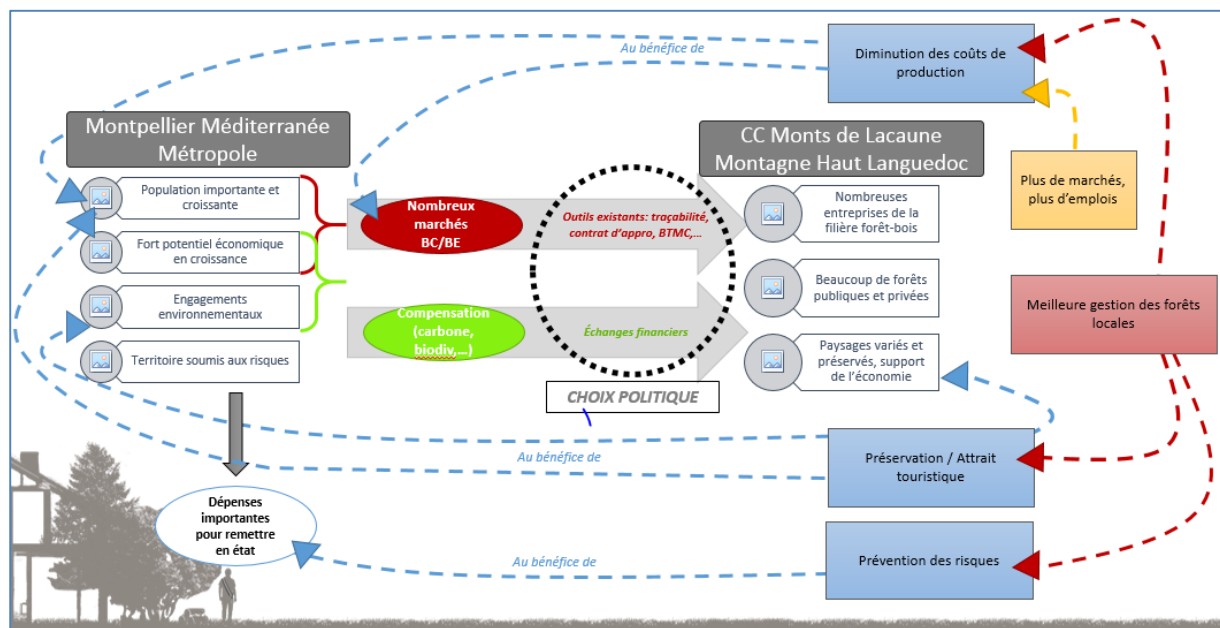 Au bénéfice de
Diminution des coûts de
production
Montpellier Méditerranée
Métropole
CC Monts de Lacaune
Montagne Haut Languedoc
Plus de marchés,
plus d'emplois
Population importante et
croissante
Fort potentiel économique
en croissance
Engagements
environnementaux
Territoire soumis aux risques
Nombreux
marchés
BC/BE
Outils existants: traçabilité,
contrat d'appro, BTMC,...
Compensation
(carbone,
biodiv,...)
Échanges financiers
CHOIX POLITIQUE
Nombreuses
entreprises de la
filière forêt-bois
Beaucoup de forêts
publiques et privées
Paysages variés et
préservés, support
de l'économie
Meilleure gestion des forêts
locales
Au bénéfice de
Préservation / Attrait
touristique
Dépenses
importantes
pour remettre
en état
Au bénéfice de
Prévention des risques